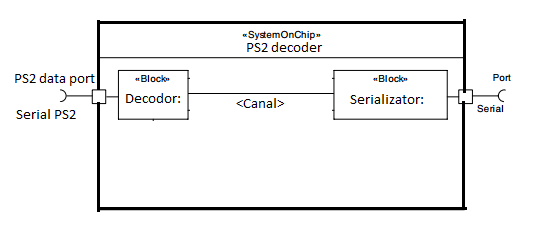 «SystemOnChip»
PS2 decoder
PS2 data port
Serial PS2
«Block»
Decodor:
<Canal>
«Block»
Serializator:
Port
Serial